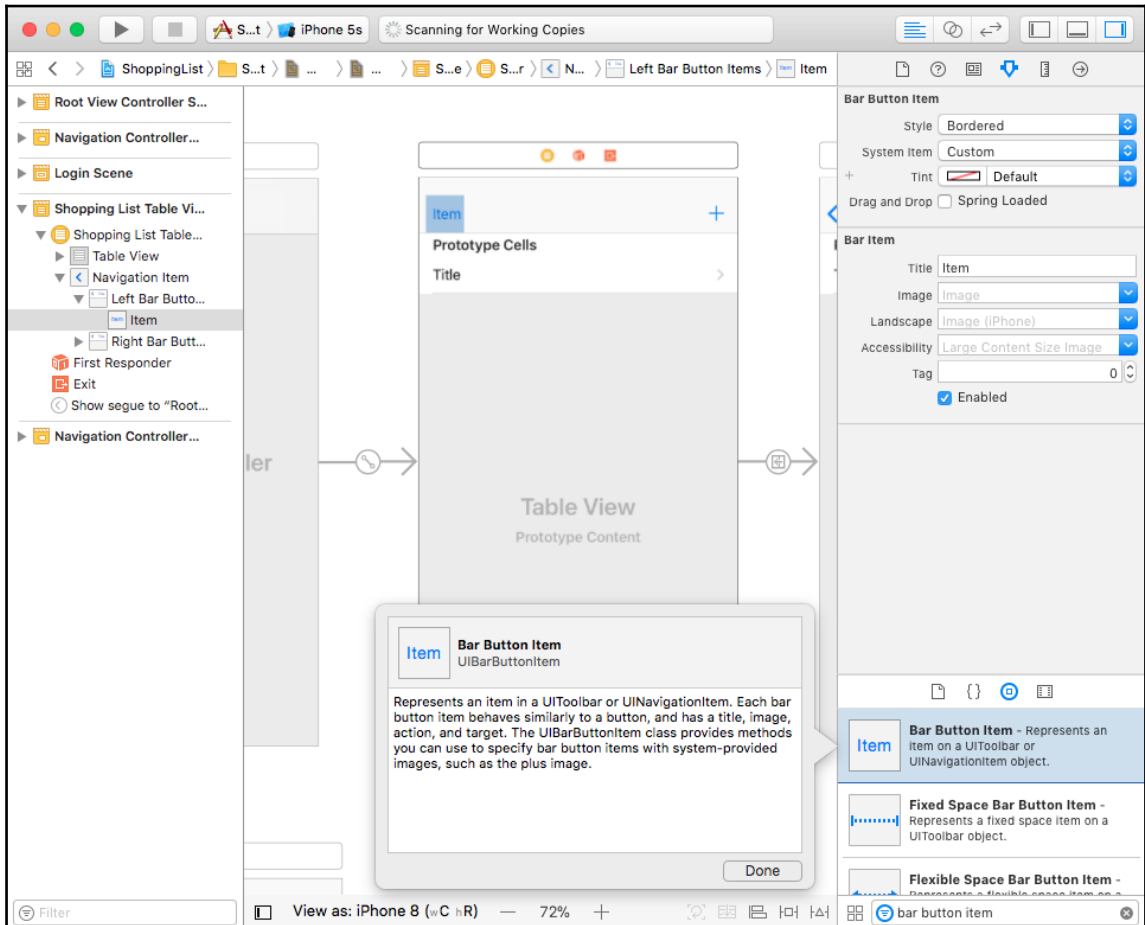 S...t › iPhone 5s
Scanning for Working Copies
ShoppingList › S...t › ... › ... › S...e › S...r › N... › Left Bar Button Items › Item
Root View Controller S...
Navigation Controller...
Login Scene
Shopping List Table Vi...
Shopping List Table...
Table View
Navigation Item
Left Bar Butto...
Item
Right Bar Butt...
First Responder
Exit
Show segue to “Root...
Navigation Controller...
Filter
ler
Item
+
Prototype Cells
Title
Table View
Prototype Content
Item
Bar Button Item
UIBarButtonItem
Represents an item in a UIToolbar or UINavigationItem. Each bar
button item behaves similarly to a button, and has a title, image,
action, and target. The UIBarButtonItem class provides methods
you can use to specify bar button items with system-provided
images, such as the plus image.
Done
View as: iPhone 8 (wC hR) — 72% +
Bar Button Item
Style Bordered
System Item Custom
+ Tint Default
Drag and Drop Spring Loaded
Bar Item
Title Item
Image Image
Landscape Image (iPhone)
Accessibility Large Content Size Image
Tag 0
Enabled
{}
Item
Bar Button Item - Represents an
item on a UIToolbar or
UINavigationItem object.
Fixed Space Bar Button Item -
Represents a fixed space item on a
UIToolbar object.
Flexible Space Bar Button Item -
bar button item